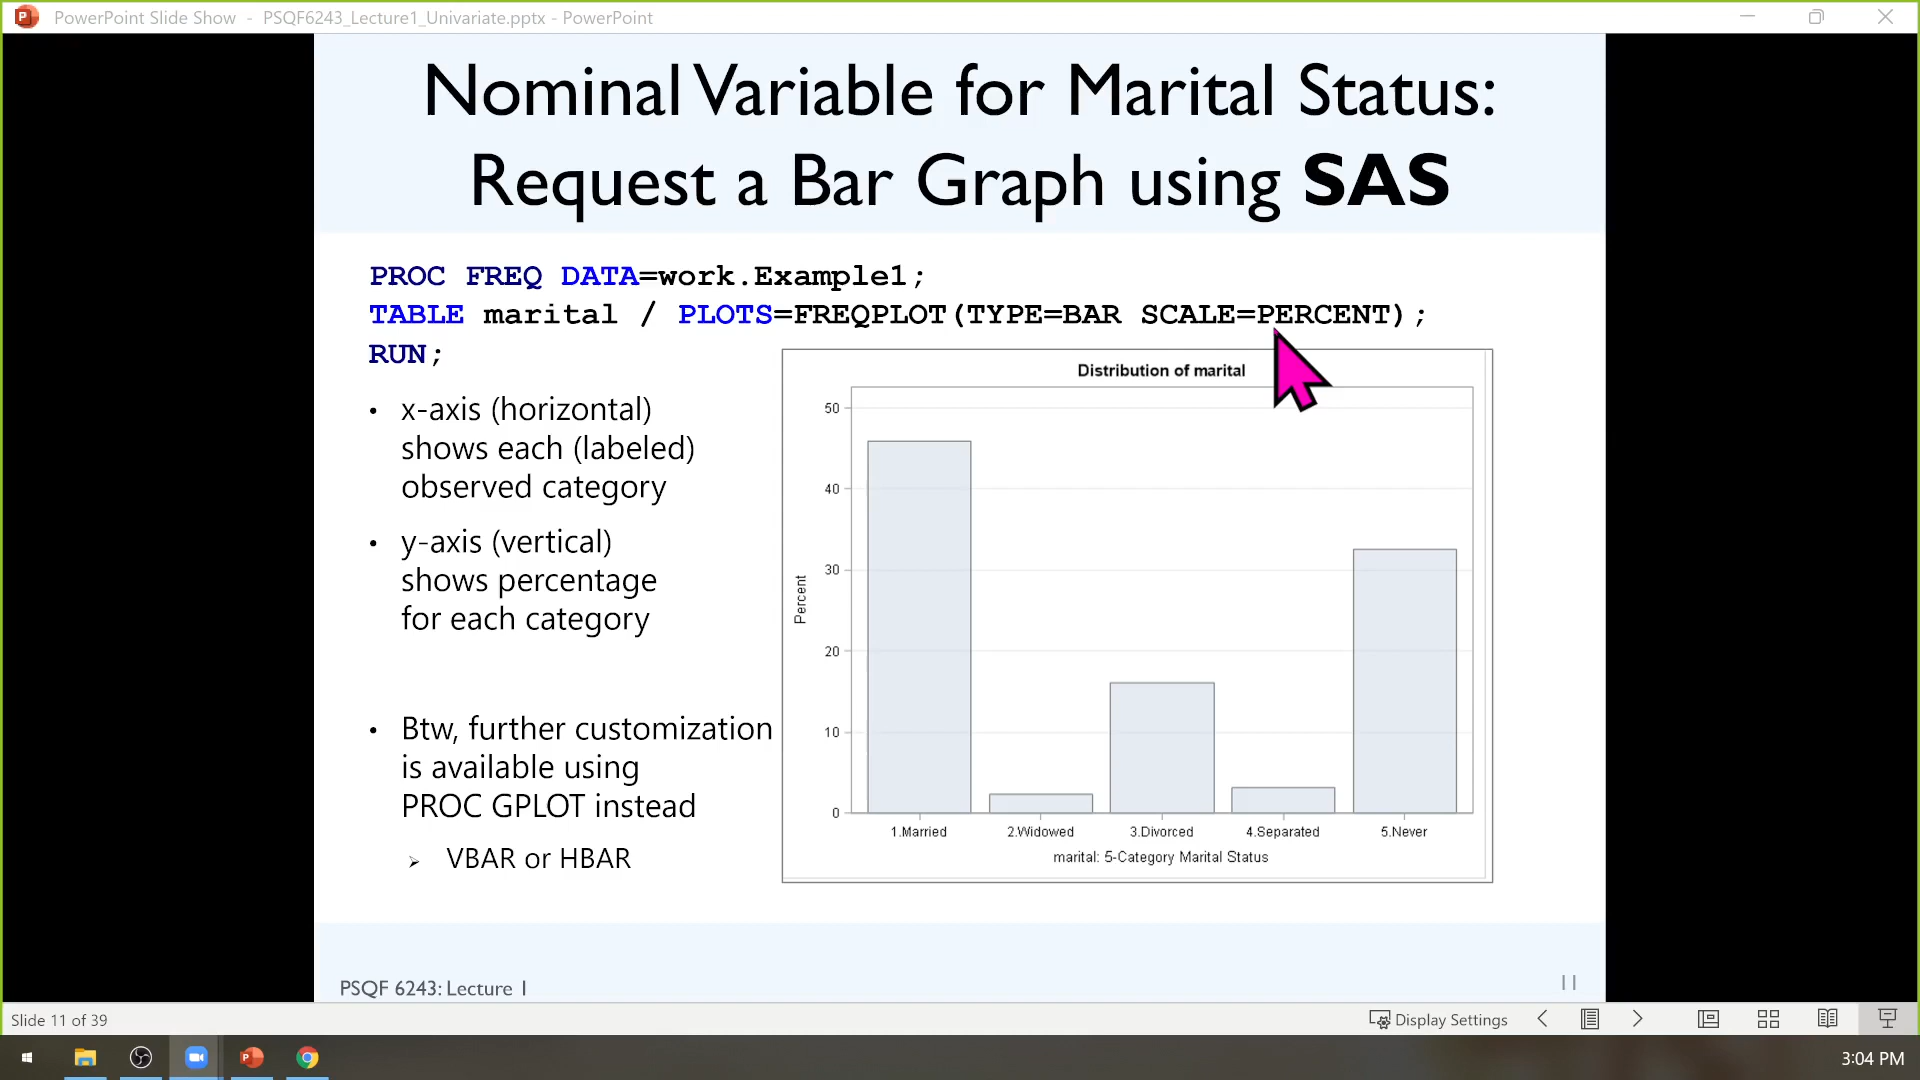 PowerPoint Slide Show - PSQF6243_Lecture1_Univariate.pptx - PowerPoint
Nominal Variable for Marital Status:
Request a Bar Graph using SAS
PROC FREQ DATA=work.Example1;
TABLE marital / PLOTS=FREQPLOT(TYPE=BAR SCALE=PERCENT);
RUN;
• x-axis (horizontal)
shows each (labeled)
observed category
• y-axis (vertical)
shows percentage
for each category
• Btw, further customization
is available using
PROC GPLOT instead
➢ VBAR or HBAR
Distribution of marital
50
40
30
20
10
0
Percent
1.Married 2.Widowed 3.Divorced 4.Separated 5.Never
marital: 5-Category Marital Status
PSQF 6243: Lecture 1
11
Slide 11 of 39
Display Settings
3:04 PM